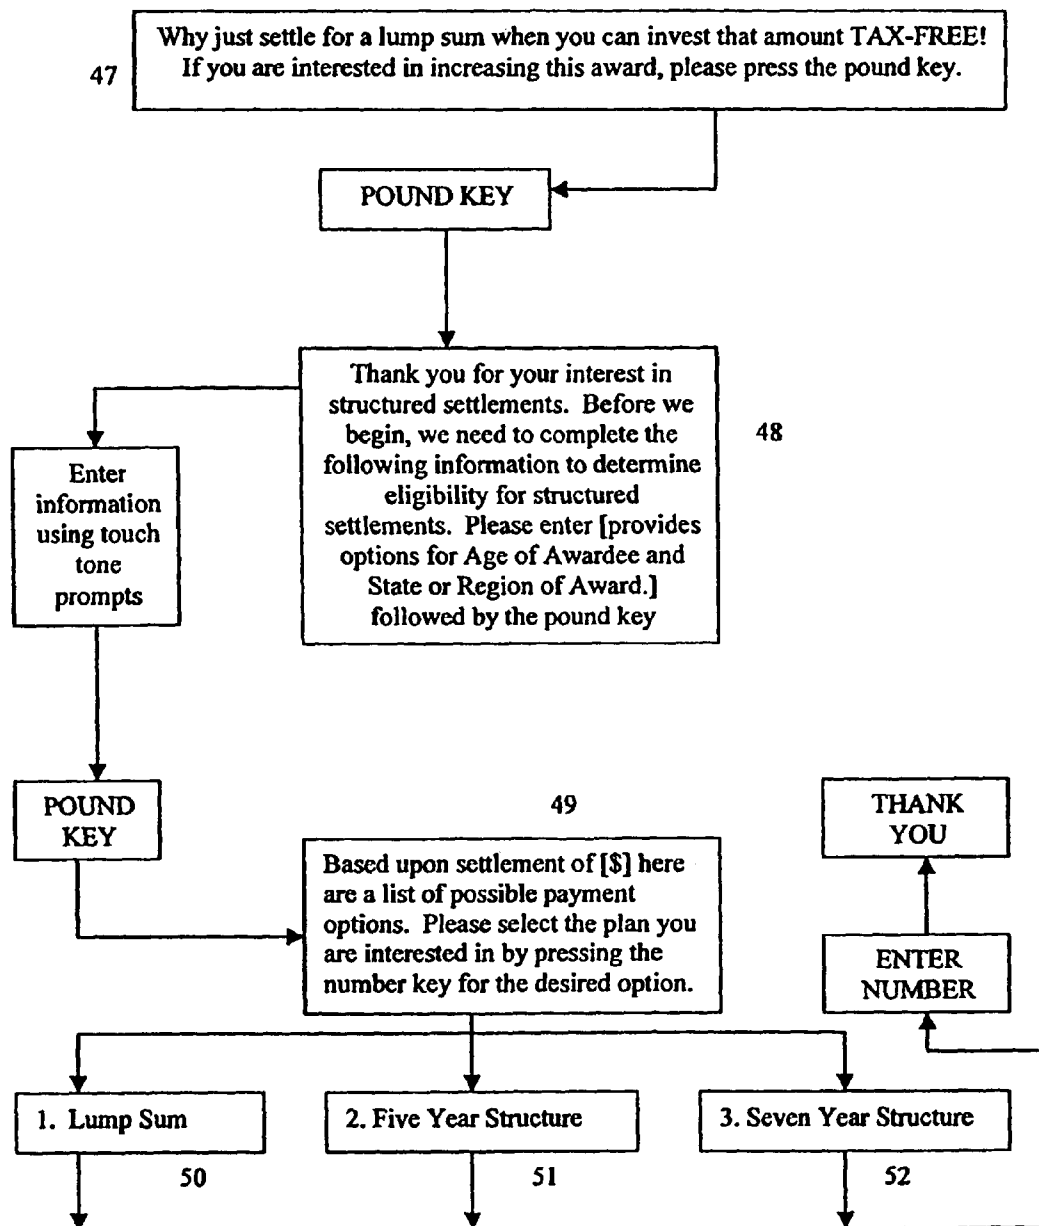 Why just settle for a lump sum when you can invest that amount TAX-FREE!
If you are interested in increasing this award, please press the pound key.
47
POUND KEY
Thank you for your interest in
structured settlements. Before we
begin, we need to complete the
following information to determine
eligibility for structured
settlements. Please enter [provides
options for Age of Awardee and
State or Region of Award.]
followed by the pound key
48
Enter
information
using touch
tone
prompts
POUND
KEY
49
Based upon settlement of [$] here
are a list of possible payment
options. Please select the plan you
are interested in by pressing the
number key for the desired option.
THANK
YOU
ENTER
NUMBER
1. Lump Sum
2. Five Year Structure
3. Seven Year Structure
50
51
52